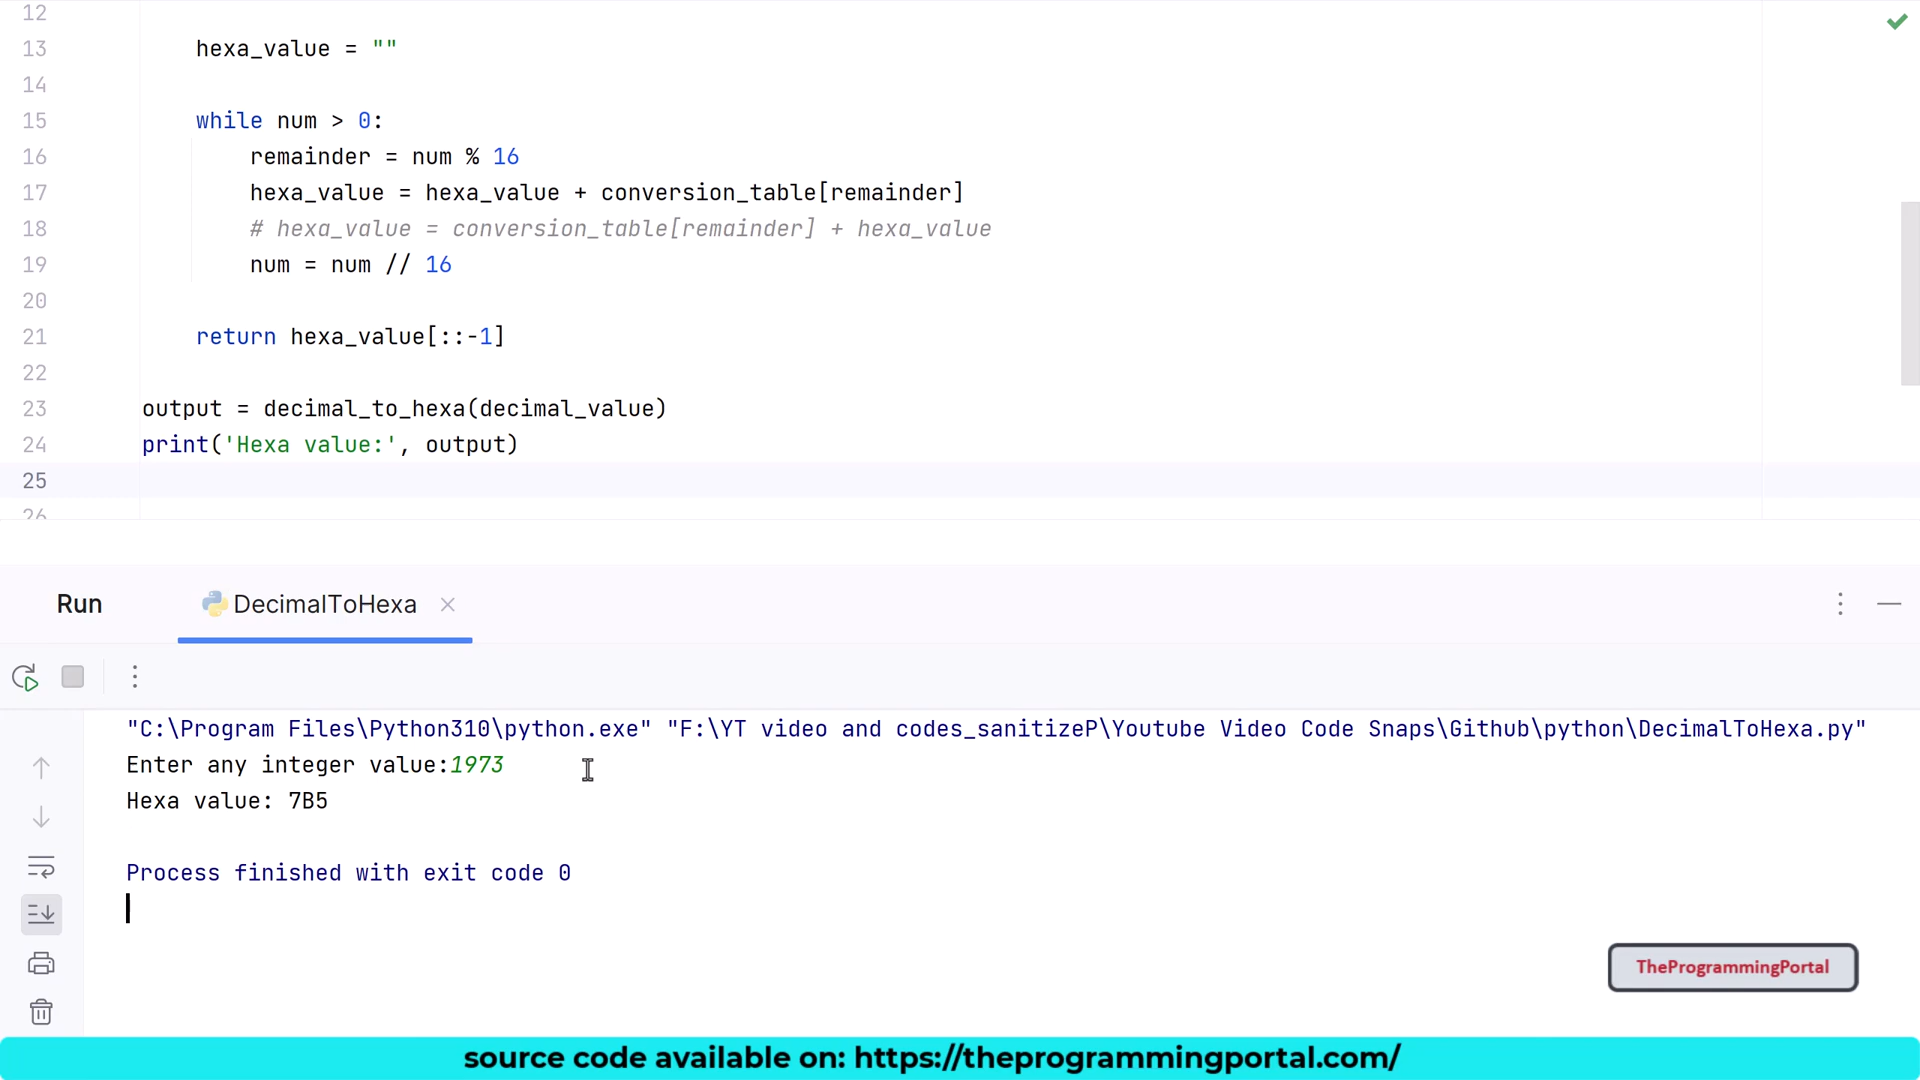 12
13 hexa_value = ""
14
15 while num > 0:
16 remainder = num % 16
17 hexa_value = hexa_value + conversion_table[remainder]
18 # hexa_value = conversion_table[remainder] + hexa_value
19 num = num // 16
20
21 return hexa_value[::-1]
22
23 output = decimal_to_hexa(decimal_value)
24 print('Hexa value:', output)
25
26
Run DecimalToHexa
"C:\Program Files\Python310\python.exe" "F:\YT video and codes_sanitizeP\Youtube Video Code Snaps\Github\python\DecimalToHexa.py"
Enter any integer value:1973
Hexa value: 7B5
Process finished with exit code 0
TheProgrammingPortal
source code available on: https://theprogrammingportal.com/